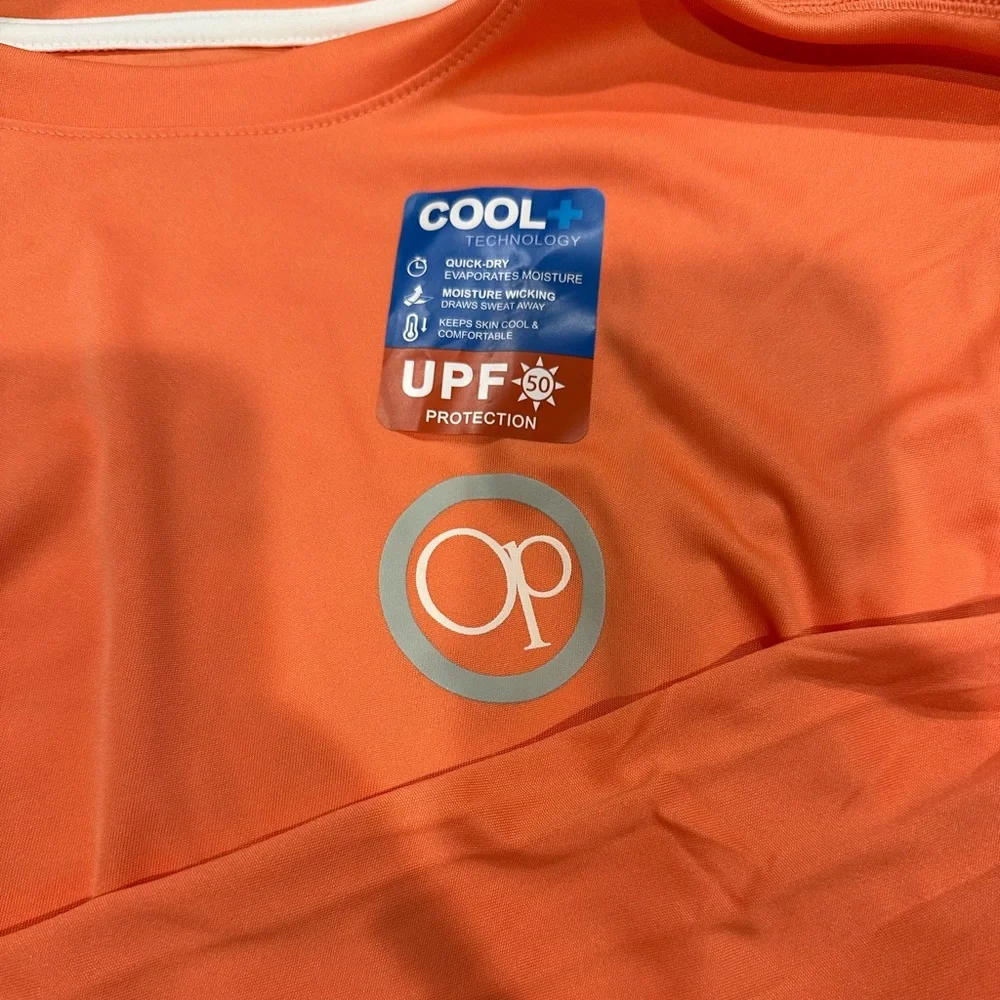 COOL+
TECHNOLOGY
QUICK-DRY
EVAPORATES MOISTURE
MOISTURE WICKING
DRAWS SWEAT AWAY
KEEPS SKIN COOL &
COMFORTABLE
UPF 50
PROTECTION
Op